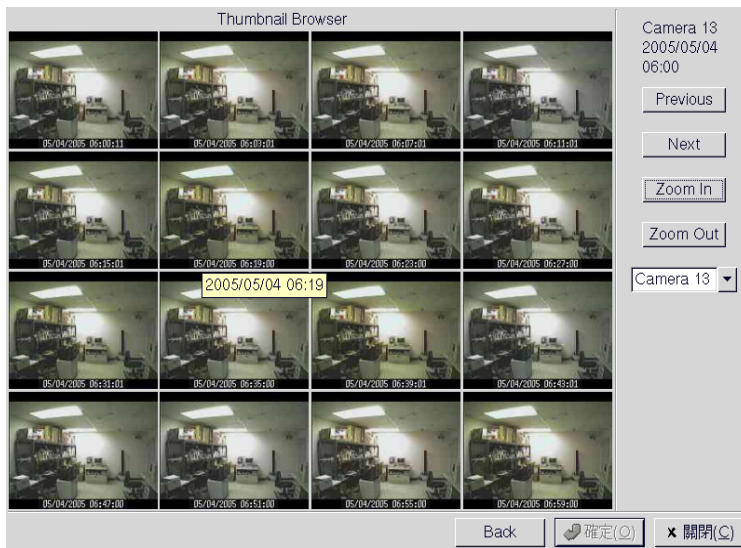 Thumbnail Browser
05/04/2005 06:00:11
05/04/2005 06:03:01
05/04/2005 06:07:01
05/04/2005 06:11:01
05/04/2005 06:15:01
05/04/2005 06:19:00
05/04/2005 06:23:00
05/04/2005 06:27:00
2005/05/04 06:19
05/04/2005 06:31:01
05/04/2005 06:35:00
05/04/2005 06:39:01
05/04/2005 06:43:01
05/04/2005 06:47:00
05/04/2005 06:51:00
05/04/2005 06:55:00
05/04/2005 06:59:00
Camera 13
2005/05/04
06:00
Previous
Next
Zoom In
Zoom Out
Camera 13
Back
確定(O)
x 關閉(C)